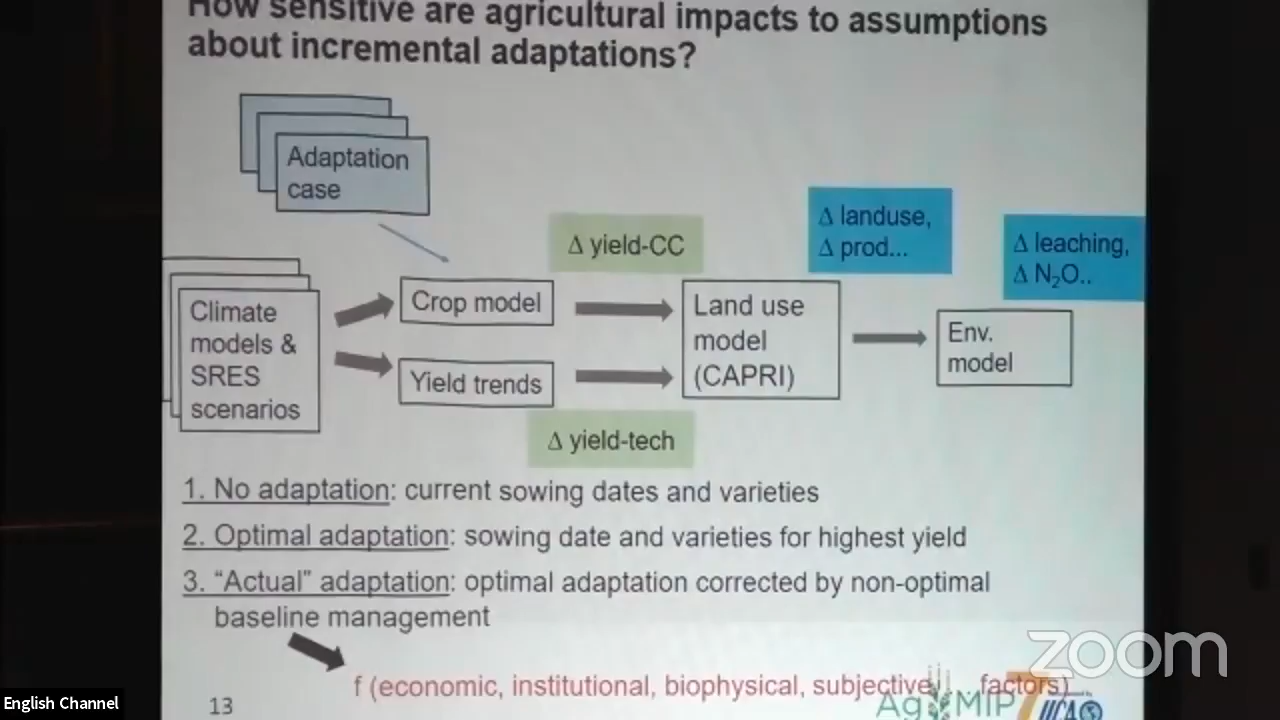 How sensitive are agricultural impacts to assumptions
about incremental adaptations?
Adaptation
case
Δ yield-CC
Δ landuse,
Δ prod...
Δ leaching,
Δ N₂O..
Climate
models &
SRES
scenarios
Crop model
Yield trends
Land use
model
(CAPRI)
Env.
model
Δ yield-tech
1. No adaptation: current sowing dates and varieties
2. Optimal adaptation: sowing date and varieties for highest yield
3. “Actual” adaptation: optimal adaptation corrected by non-optimal
baseline management
f (economic, institutional, biophysical, subjective factors)
13
AgMIP
IICA
zoom
English Channel